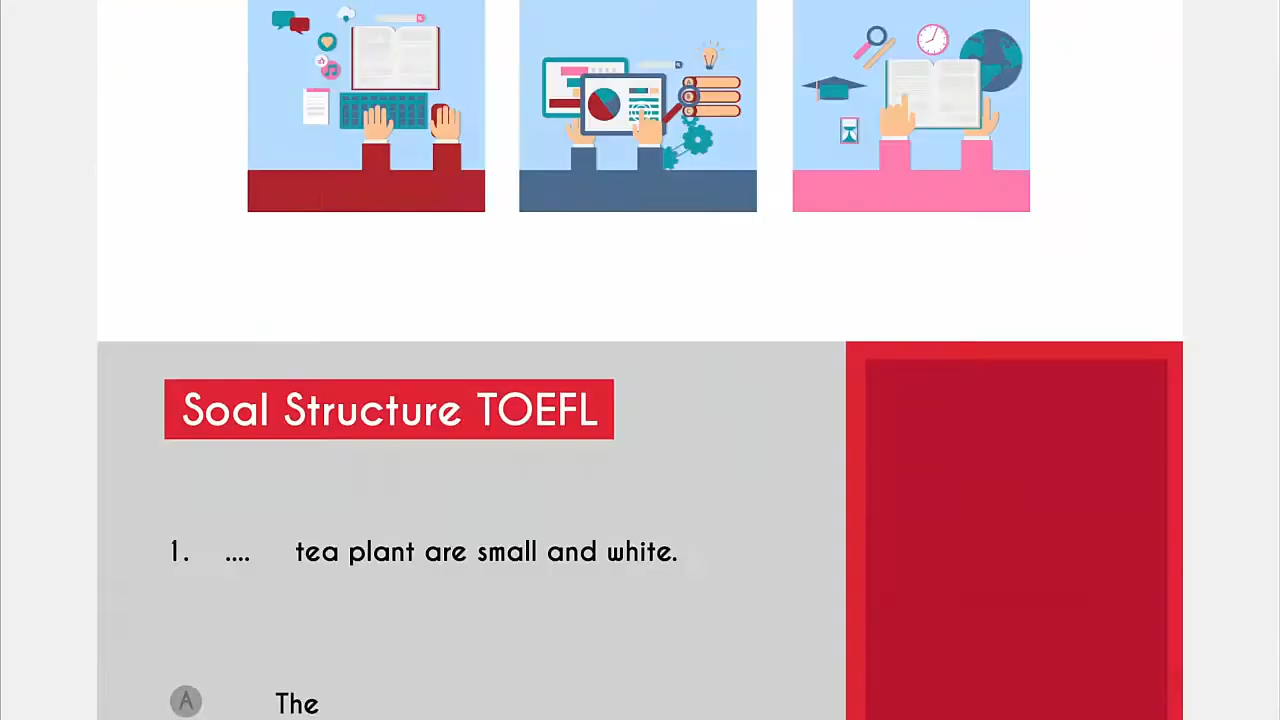 Soal Structure TOEFL
1. .... tea plant are small and white.
A The